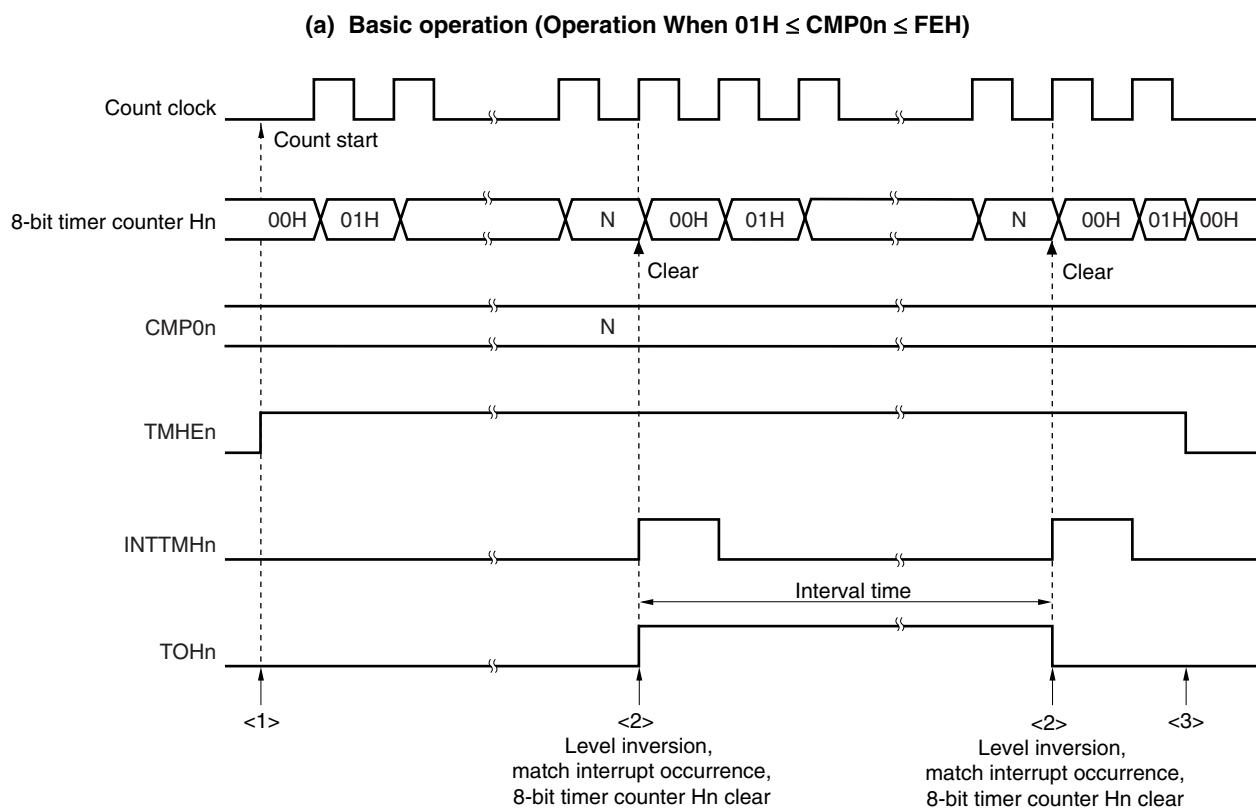 (a) Basic operation (Operation When 01H ≤ CMP0n ≤ FEH)
Count clock
Count start
8-bit timer counter Hn
00H 01H N 00H 01H N 00H 01H 00H
Clear Clear
CMP0n N
TMHEn
INTTMHn
Interval time
TOHn
<1> <2> <2> <3>
Level inversion, Level inversion,
match interrupt occurrence, match interrupt occurrence,
8-bit timer counter Hn clear 8-bit timer counter Hn clear